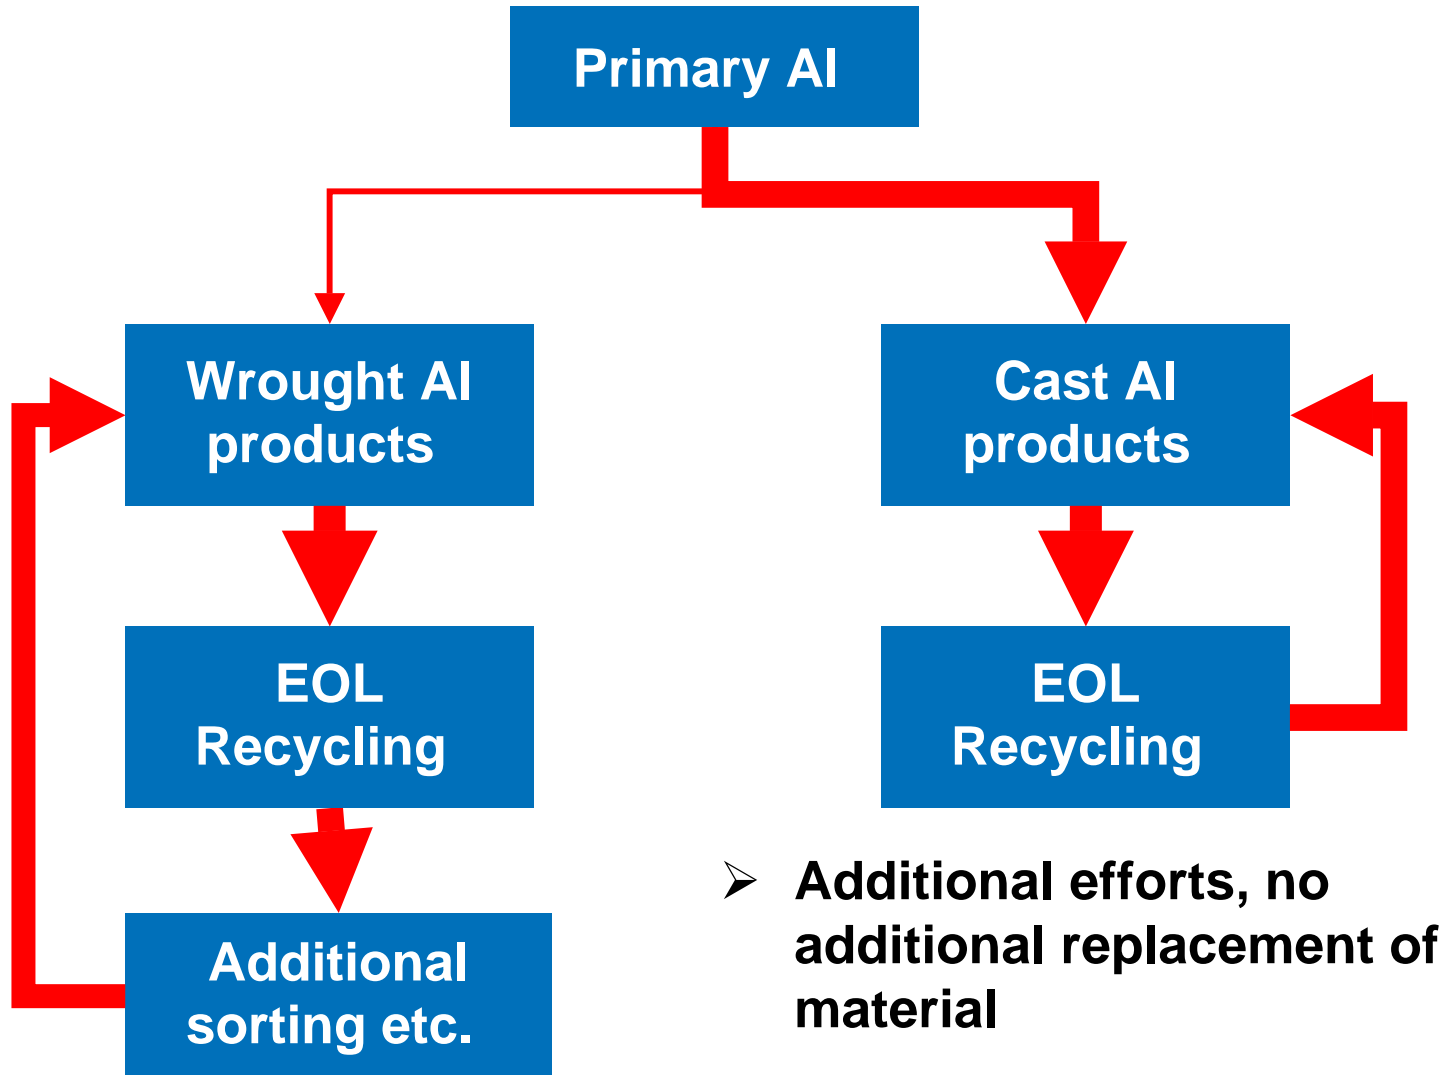 Primary Al
Wrought Al
products
Cast Al
products
EOL
Recycling
EOL
Recycling
Additional
sorting etc.
➢ Additional efforts, no
additional replacement of
material